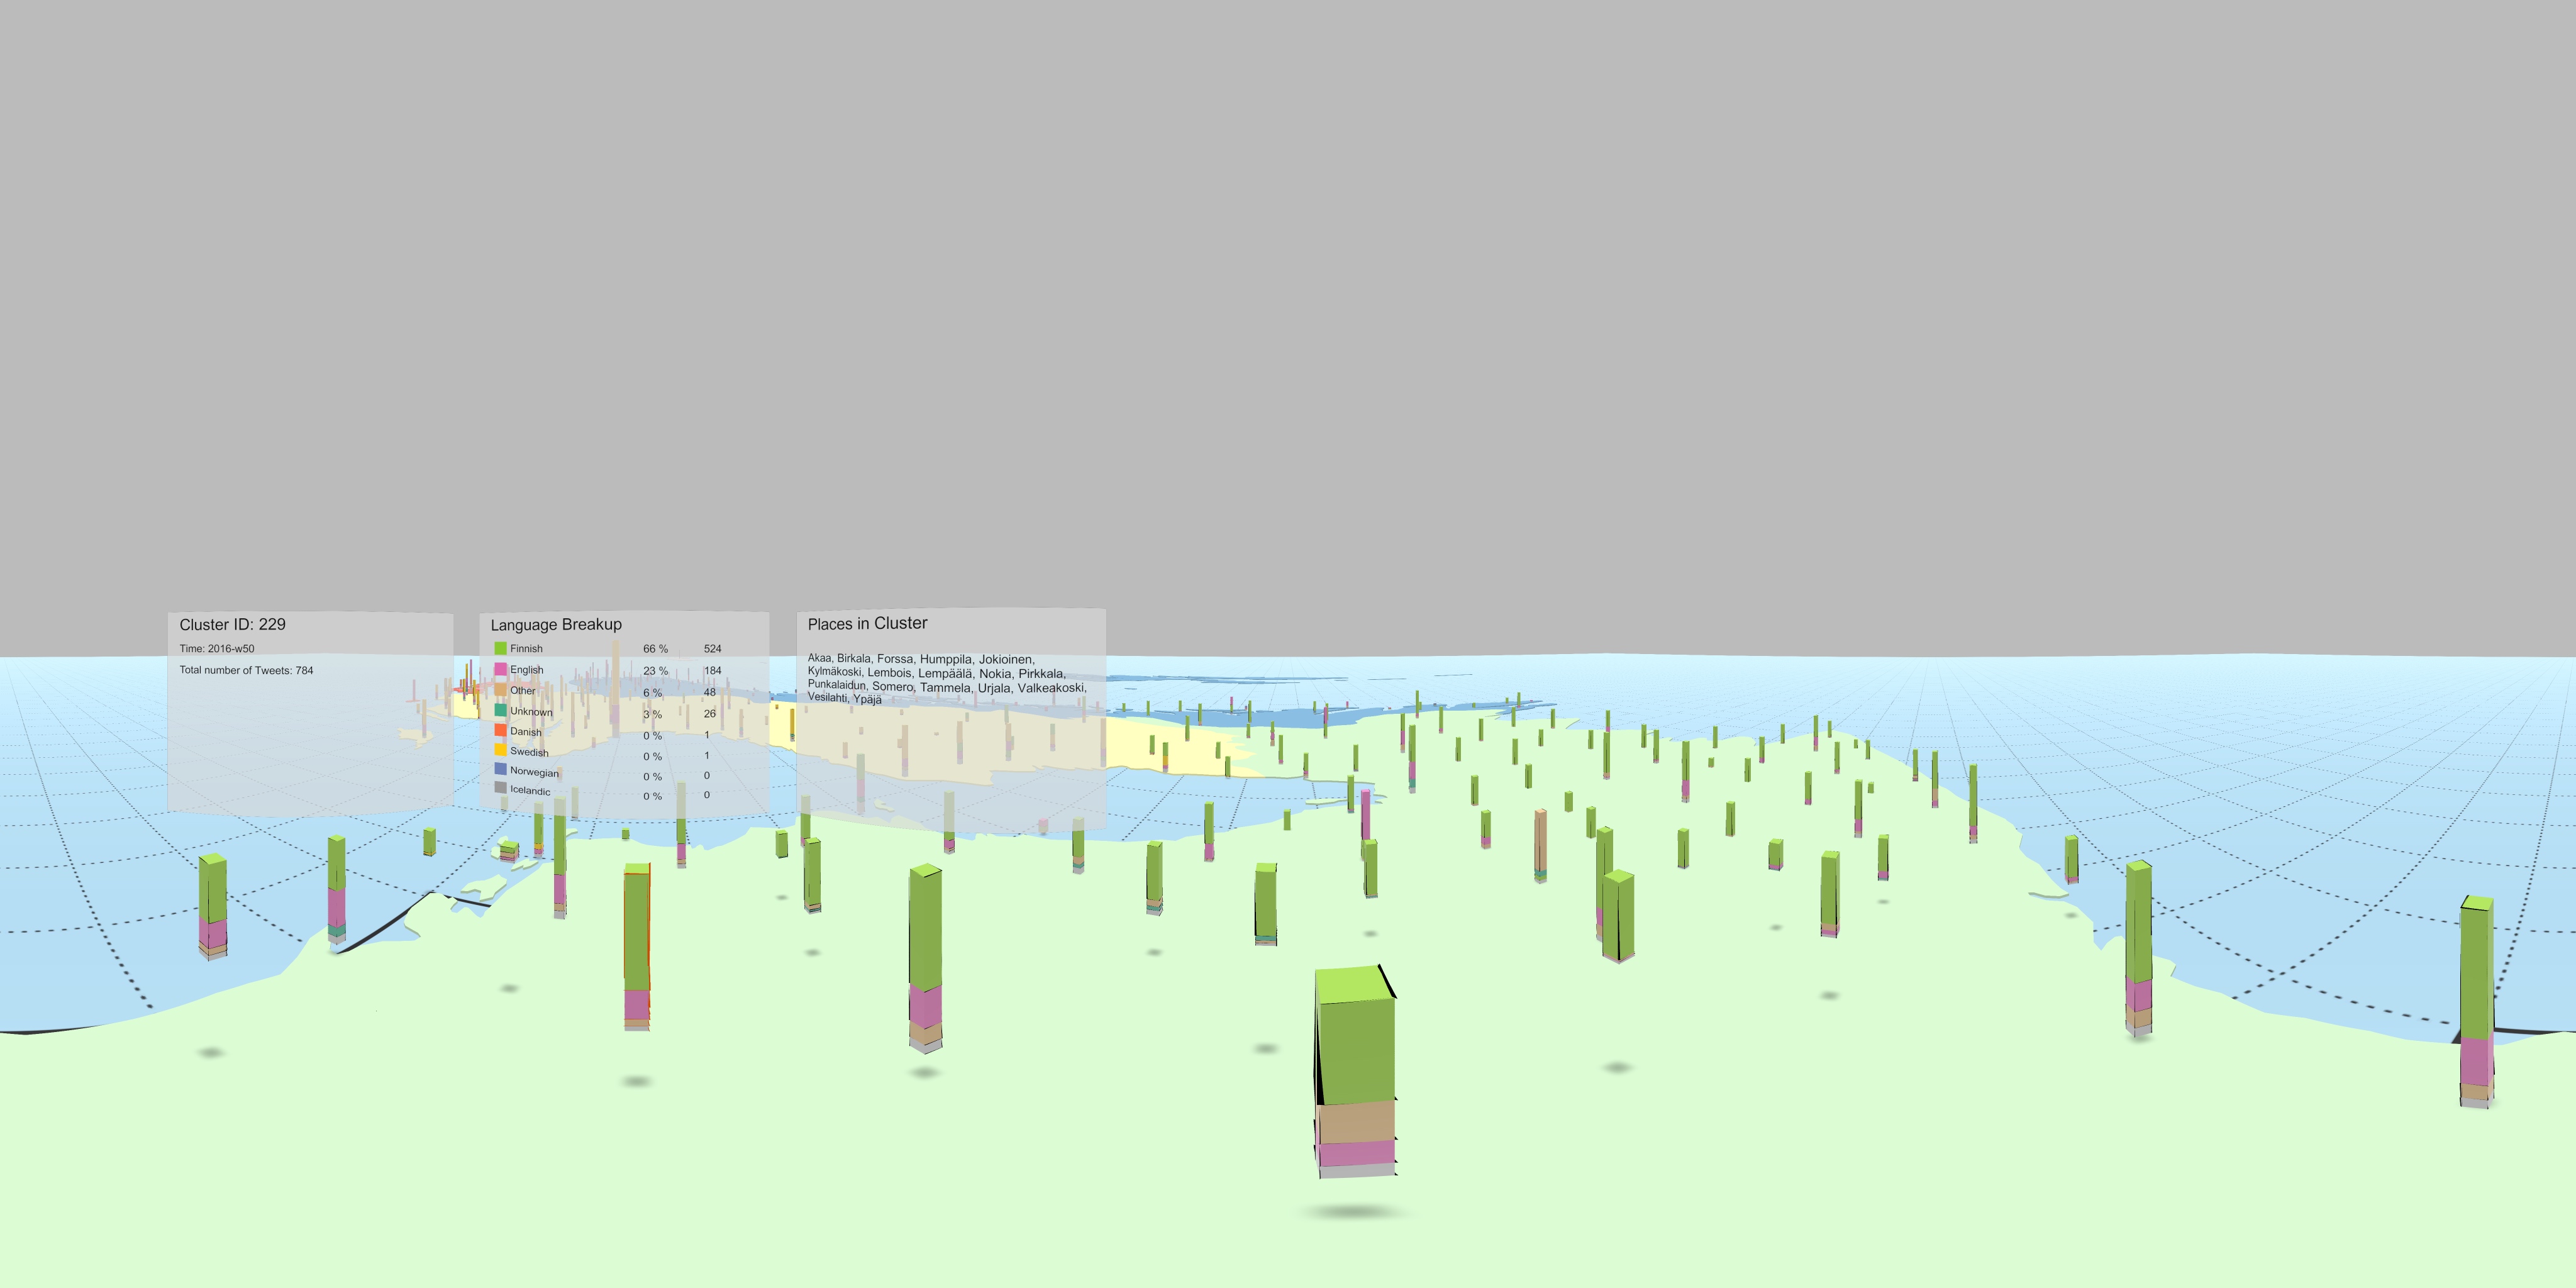 Cluster ID: 229
Time: 2016-w50
Total number of Tweets: 784
Language Breakup
Finnish 66 % 524
English 23 % 184
Other 6 % 48
Unknown 3 % 26
Danish 0 % 1
Swedish 0 % 1
Norwegian 0 % 0
Icelandic 0 % 0
Places in Cluster
Akaa, Birkala, Forssa, Humppila, Jokioinen,
Kylmäkoski, Lembois, Lempäälä, Nokia, Pirkkala,
Punkalaidun, Somero, Tammela, Urjala, Valkeakoski,
Vesilahti, Ypäjä